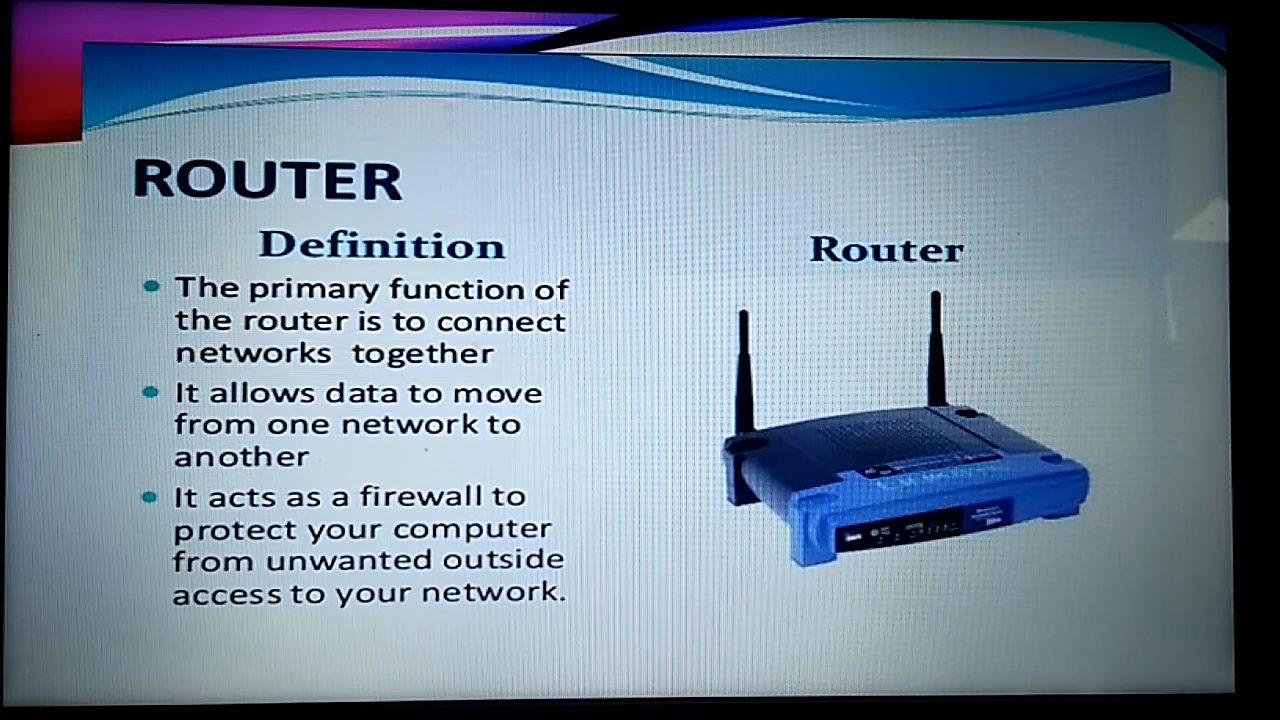 ROUTER
Definition
The primary function of
the router is to connect
networks together
It allows data to move
from one network to
another
It acts as a firewall to
protect your computer
from unwanted outside
access to your network.
Router